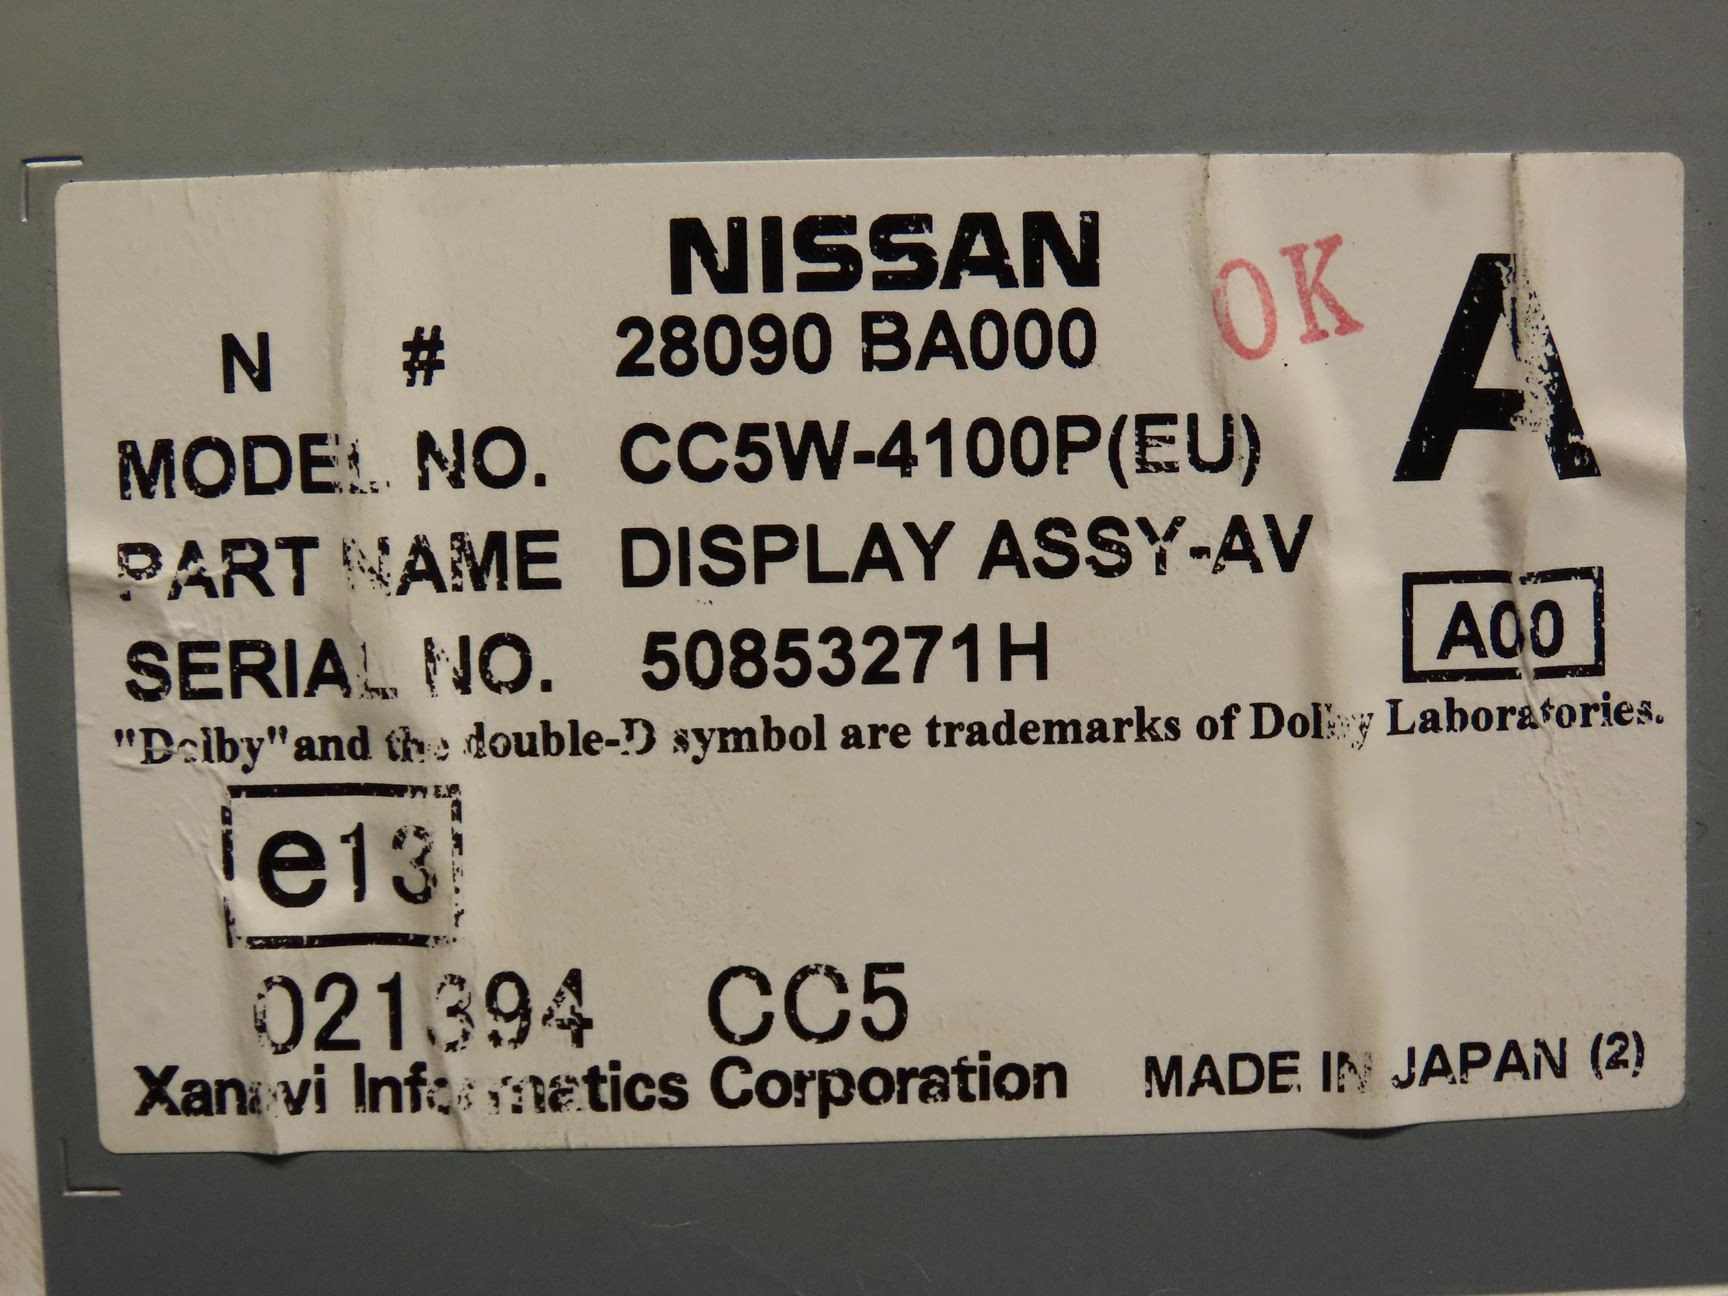 NISSAN
OK
A
N # 28090 BA000
MODEL NO. CC5W-4100P(EU)
PART NAME DISPLAY ASSY-AV
A00
SERIAL NO. 50853271H
"Dolby"and the double-D symbol are trademarks of Dolby Laboratories.
e13
021394 CC5
Xanavi Informatics Corporation MADE IN JAPAN (2)